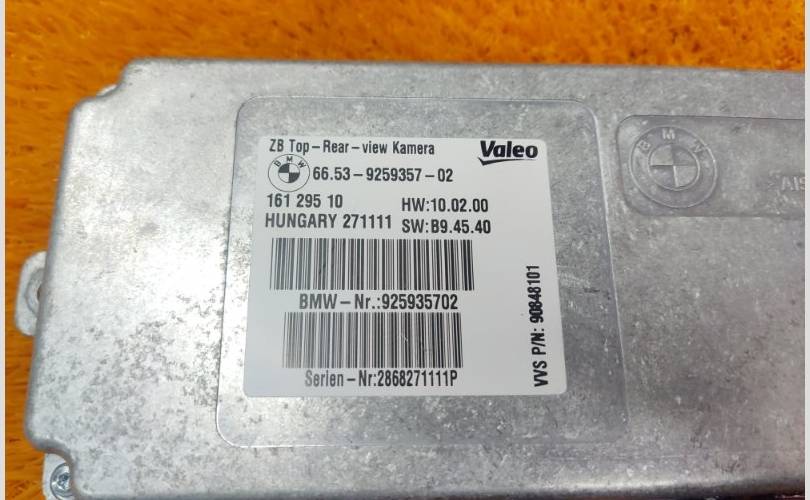 ZB Top-Rear-view Kamera
Valeo
BMW
66.53-9259357-02
161 295 10
HW:10.02.00
HUNGARY 271111
SW:B9.45.40
BMW-Nr.:925935702
Serien-Nr:2868271111P
VVS P/N: 90848101
BMW